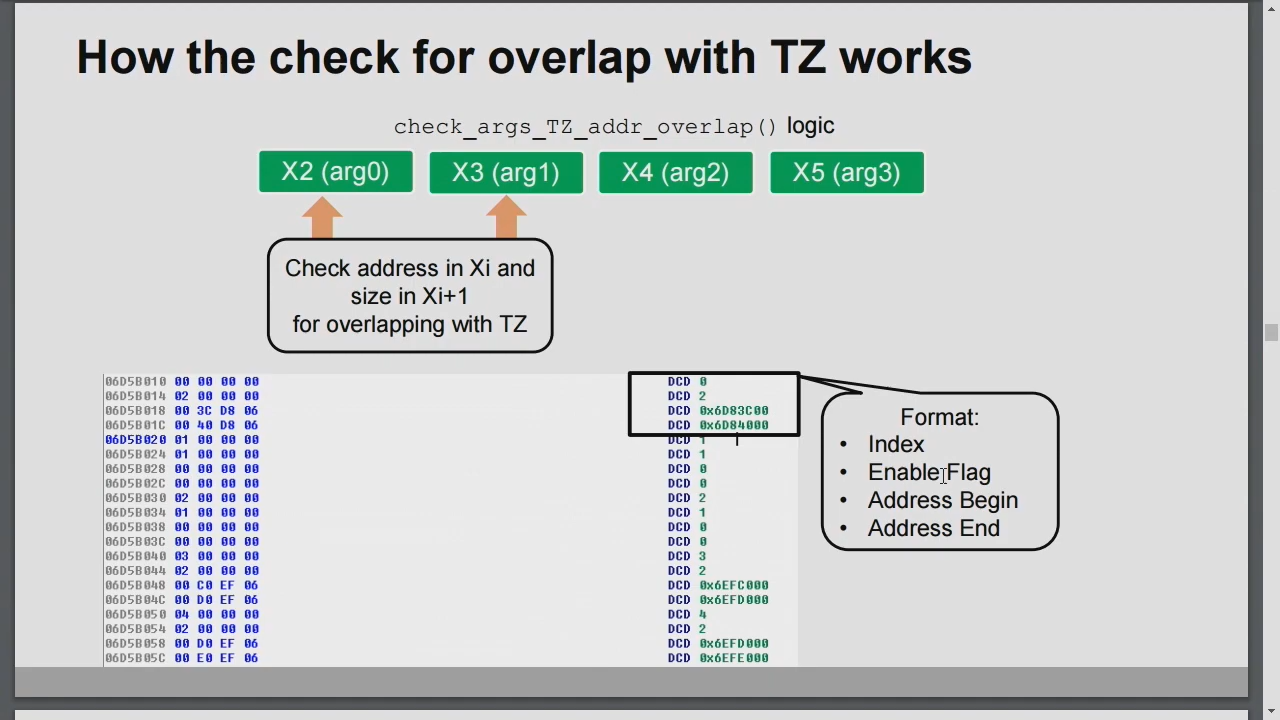 How the check for overlap with TZ works
check_args_TZ_addr_overlap() logic
X2 (arg0) X3 (arg1) X4 (arg2) X5 (arg3)
Check address in Xi and
size in Xi+1
for overlapping with TZ
06D5B010 00 00 00 00 DCD 0
06D5B014 02 00 00 00 DCD 2
06D5B018 00 3C D8 06 DCD 0x6D83C00
06D5B01C 00 40 D8 06 DCD 0x6D84000
06D5B020 01 00 00 00 DCD 1
06D5B024 01 00 00 00 DCD 1
06D5B028 00 00 00 00 DCD 0
06D5B02C 00 00 00 00 DCD 0
06D5B030 02 00 00 00 DCD 2
06D5B034 01 00 00 00 DCD 1
06D5B038 00 00 00 00 DCD 0
06D5B03C 00 00 00 00 DCD 0
06D5B040 03 00 00 00 DCD 3
06D5B044 02 00 00 00 DCD 2
06D5B048 00 C0 EF 06 DCD 0x6EFC000
06D5B04C 00 D0 EF 06 DCD 0x6EFD000
06D5B050 04 00 00 00 DCD 4
06D5B054 02 00 00 00 DCD 2
06D5B058 00 D0 EF 06 DCD 0x6EFD000
06D5B05C 00 E0 EF 06 DCD 0x6EFE000
Format:
• Index
• Enable Flag
• Address Begin
• Address End